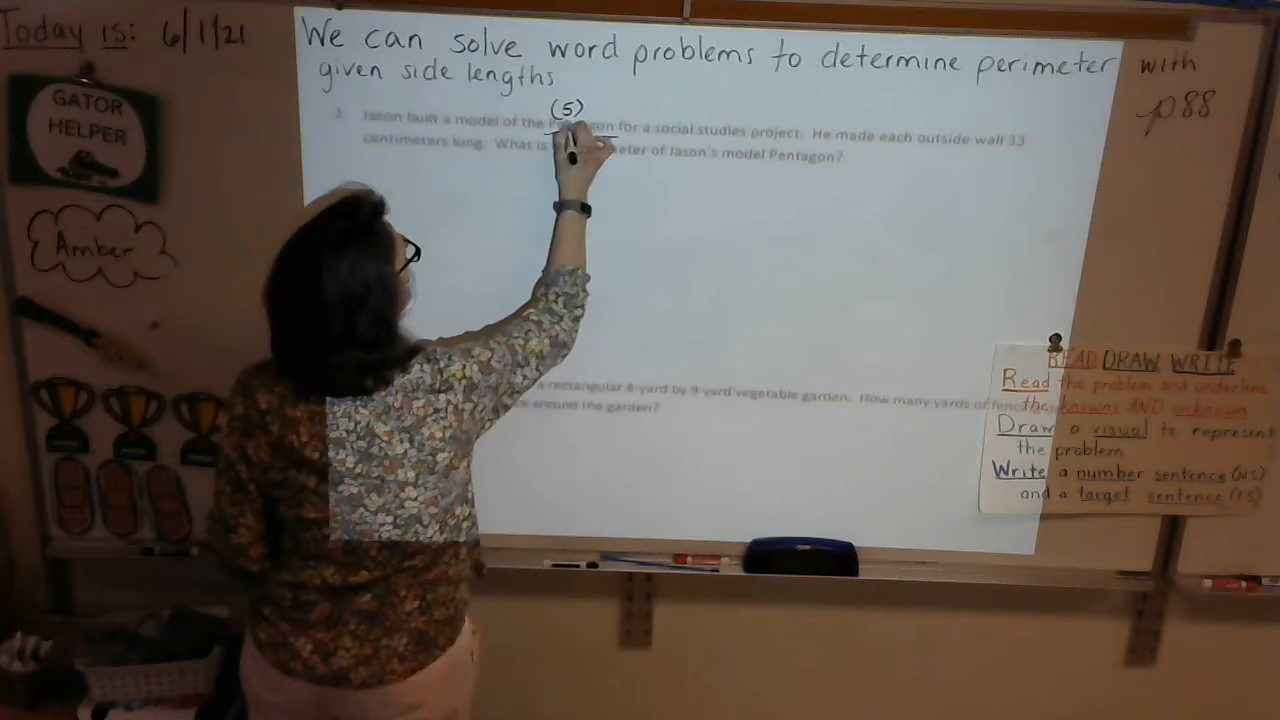 Today is: 6/1/21
We can solve word problems to determine perimeter with
given side lengths
p88
GATOR
HELPER
Amber
(5)
2. Jason built a model of the for a social studies project. He made each outside wall 33
centimeters long. What is of Jason's model Pentagon?
a rectangular 8-yard by 9-yard vegetable garden. How many yards of
around the garden?
READ DRAW WRITE
Read the problem and underline
the knowns AND unknown
Draw a visual to represent
the problem
Write a number sentence (NS)
and a target sentence (TS)